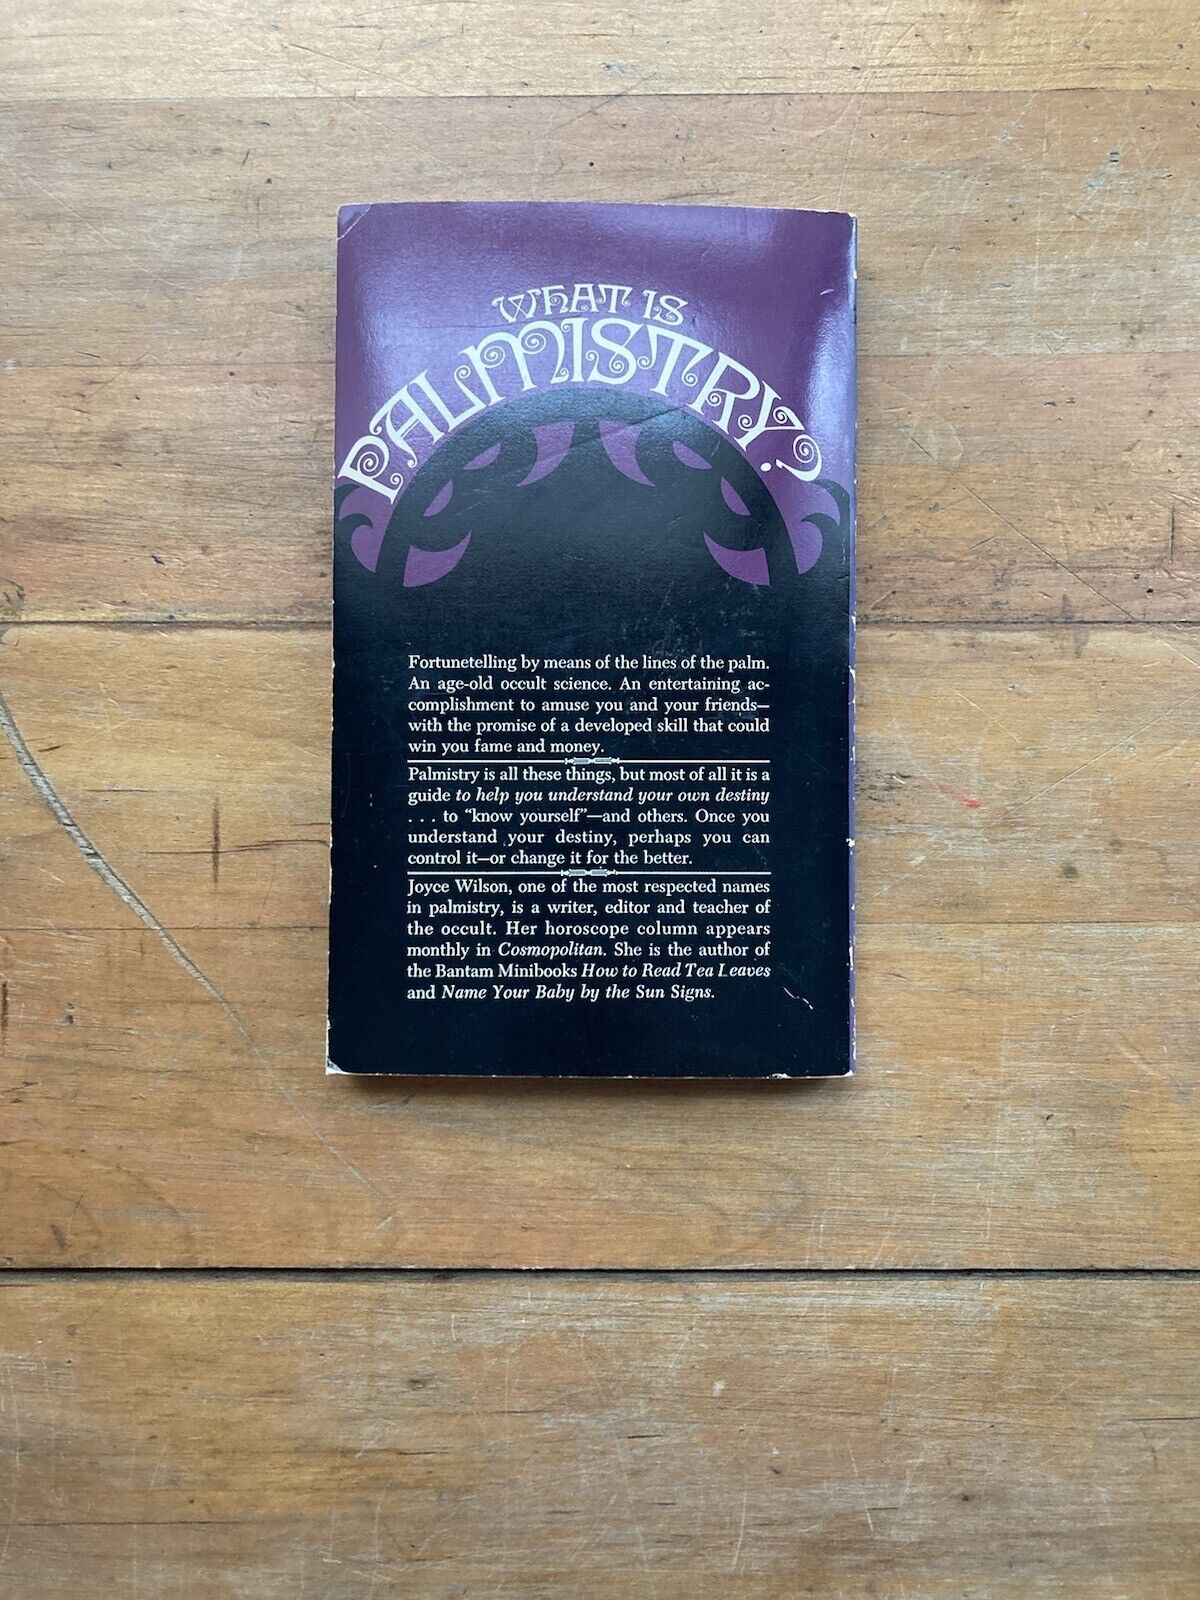 WHAT IS
PALMISTRY?
Fortunetelling by means of the lines of the palm.
An age-old occult science. An entertaining ac-
complishment to amuse you and your friends—
with the promise of a developed skill that could
win you fame and money.
Palmistry is all these things, but most of all it is a
guide to help you understand your own destiny
. . . to “know yourself”—and others. Once you
understand your destiny, perhaps you can
control it—or change it for the better.
Joyce Wilson, one of the most respected names
in palmistry, is a writer, editor and teacher of
the occult. Her horoscope column appears
monthly in Cosmopolitan. She is the author of
the Bantam Minibooks How to Read Tea Leaves
and Name Your Baby by the Sun Signs.